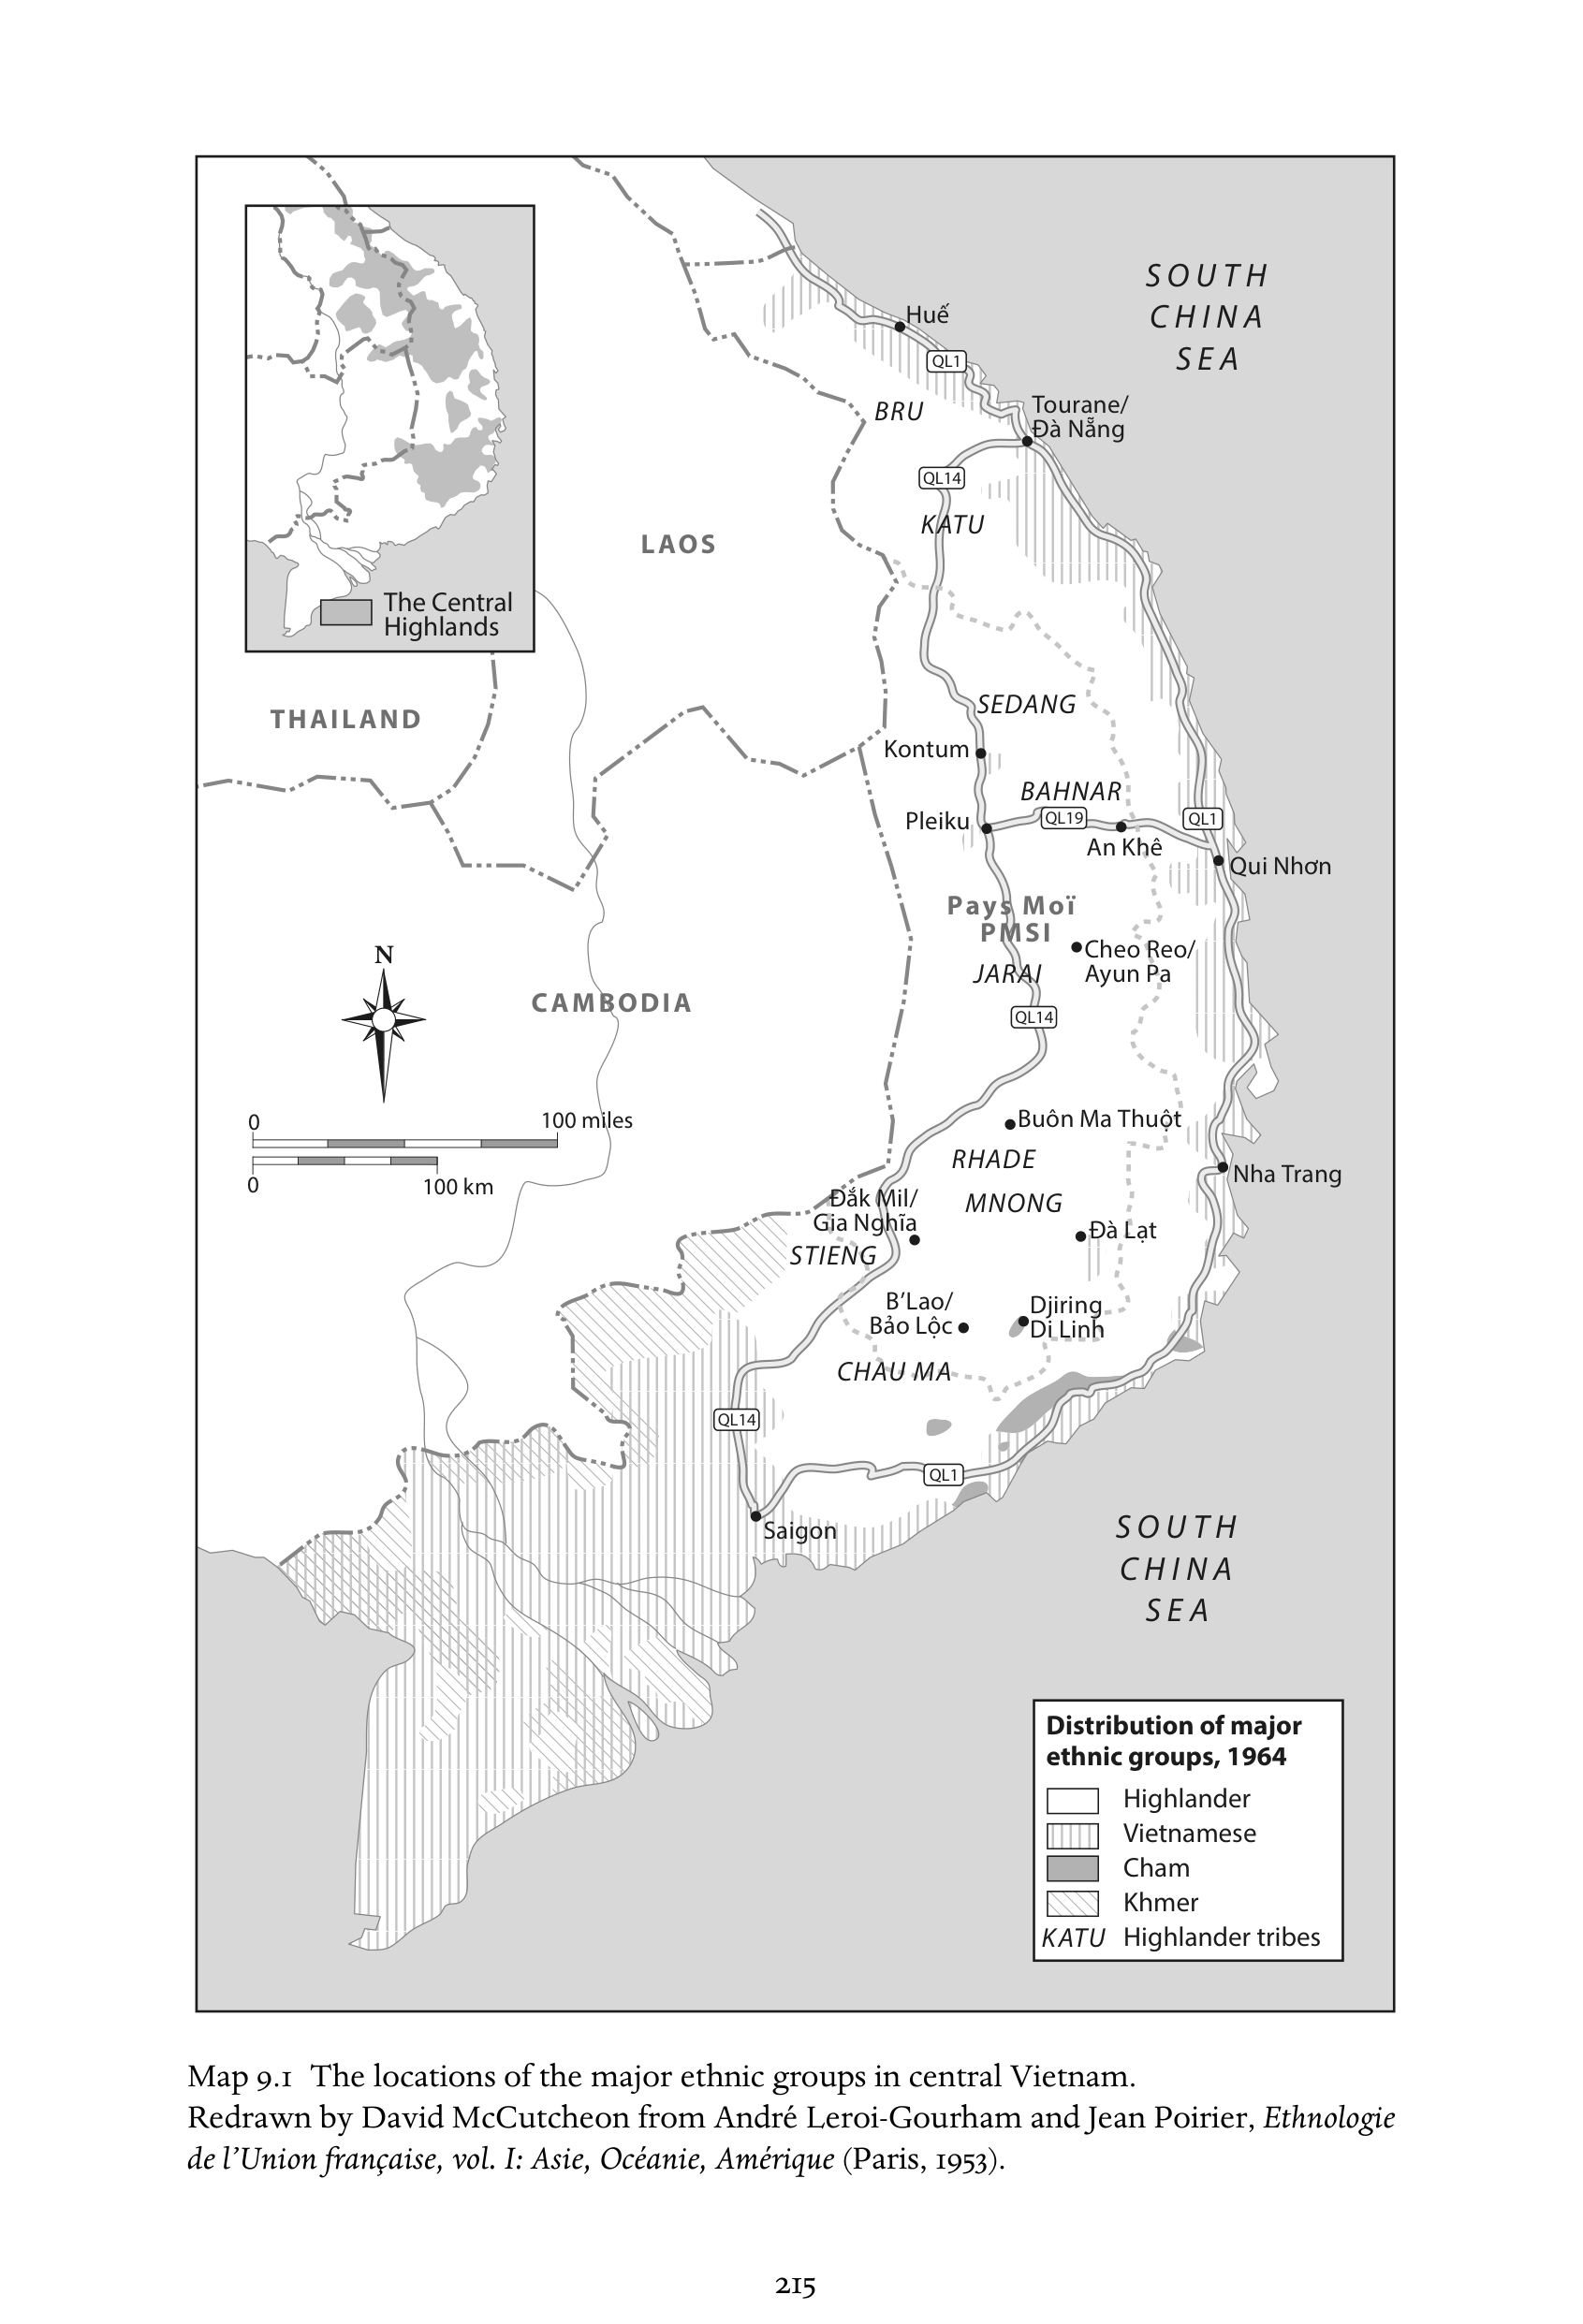 SOUTH
CHINA
SEA
Huế
QL1
BRU
Tourane/
Đà Nẵng
QL14
KATU
LAOS
The Central
Highlands
THAILAND
SEDANG
Kontum
BAHNAR
Pleiku
QL19
QL1
An Khê
Qui Nhơn
Pays Moï
PMSI
Cheo Reo/
Ayun Pa
JARAI
N
CAMBODIA
QL14
0
100 miles
0
100 km
Buôn Ma Thuột
RHADE
Nha Trang
MNONG
Đắk Mil/
Gia Nghĩa
Đà Lạt
STIENG
B’Lao/
Bảo Lộc
Djiring
Di Linh
CHAU MA
QL14
QL1
Saigon
SOUTH
CHINA
SEA
Distribution of major
ethnic groups, 1964
Highlander
Vietnamese
Cham
Khmer
KATU Highlander tribes
Map 9.1 The locations of the major ethnic groups in central Vietnam.
Redrawn by David McCutcheon from André Leroi-Gourham and Jean Poirier, Ethnologie
de l’Union française, vol. I: Asie, Océanie, Amérique (Paris, 1953).
215